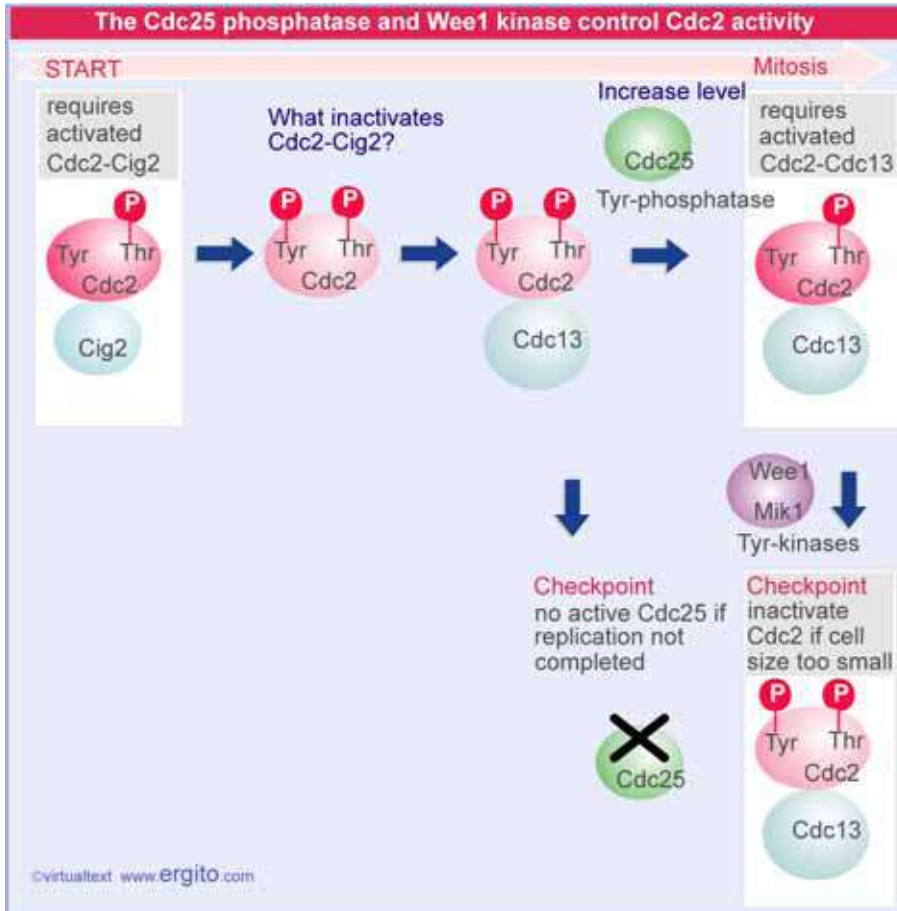 The Cdc25 phosphatase and Wee1 kinase control Cdc2 activity
START
Mitosis
requires
activated
Cdc2-Cig2
What inactivates
Cdc2-Cig2?
Increase level
Cdc25
Tyr-phosphatase
requires
activated
Cdc2-Cdc13
P
Tyr Thr
Cdc2
Cig2
P P
Tyr Thr
Cdc2
P P
Tyr Thr
Cdc2
Cdc13
P
Tyr Thr
Cdc2
Cdc13
Wee1
Mik1
Tyr-kinases
Checkpoint
no active Cdc25 if
replication not
completed
Cdc25
Checkpoint
inactivate
Cdc2 if cell
size too small
P P
Tyr Thr
Cdc2
Cdc13
©virtualtext www.ergito.com